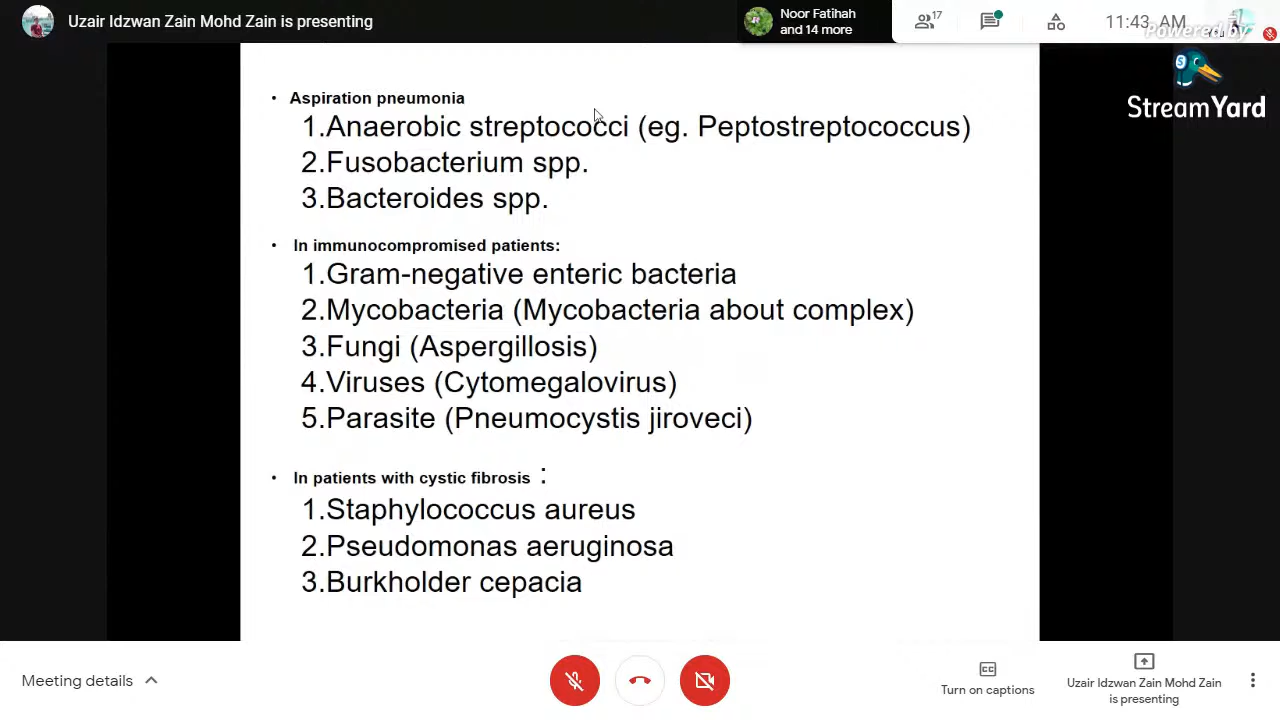 Uzair Idzwan Zain Mohd Zain is presenting
Noor Fatihah
and 14 more
17
11:43 AM
Powered by
StreamYard
• Aspiration pneumonia
1.Anaerobic streptococci (eg. Peptostreptococcus)
2.Fusobacterium spp.
3.Bacteroides spp.
• In immunocompromised patients:
1.Gram-negative enteric bacteria
2.Mycobacteria (Mycobacteria about complex)
3.Fungi (Aspergillosis)
4.Viruses (Cytomegalovirus)
5.Parasite (Pneumocystis jiroveci)
• In patients with cystic fibrosis :
1.Staphylococcus aureus
2.Pseudomonas aeruginosa
3.Burkholder cepacia
Meeting details
Turn on captions
Uzair Idzwan Zain Mohd Zain
is presenting